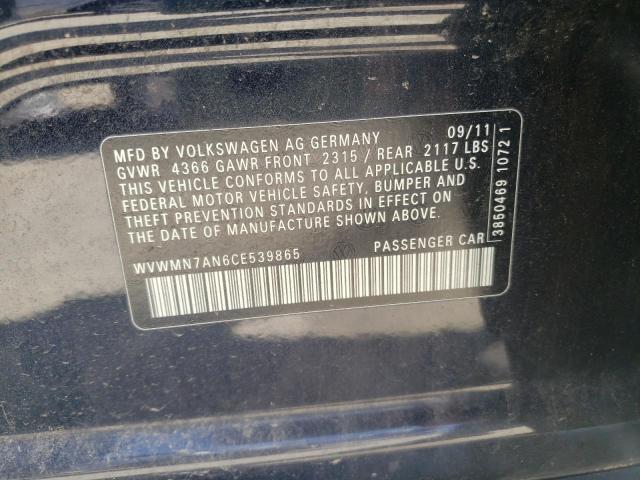 MFD BY VOLKSWAGEN AG GERMANY 09/11
GVWR 4366 GAWR FRONT 2315 / REAR 2117 LBS
THIS VEHICLE CONFORMS TO ALL APPLICABLE U.S.
FEDERAL MOTOR VEHICLE SAFETY, BUMPER AND
THEFT PREVENTION STANDARDS IN EFFECT ON
THE DATE OF MANUFACTURE SHOWN ABOVE.
WVWMN7AN6CE539865 PASSENGER CAR
3850469 1072 1